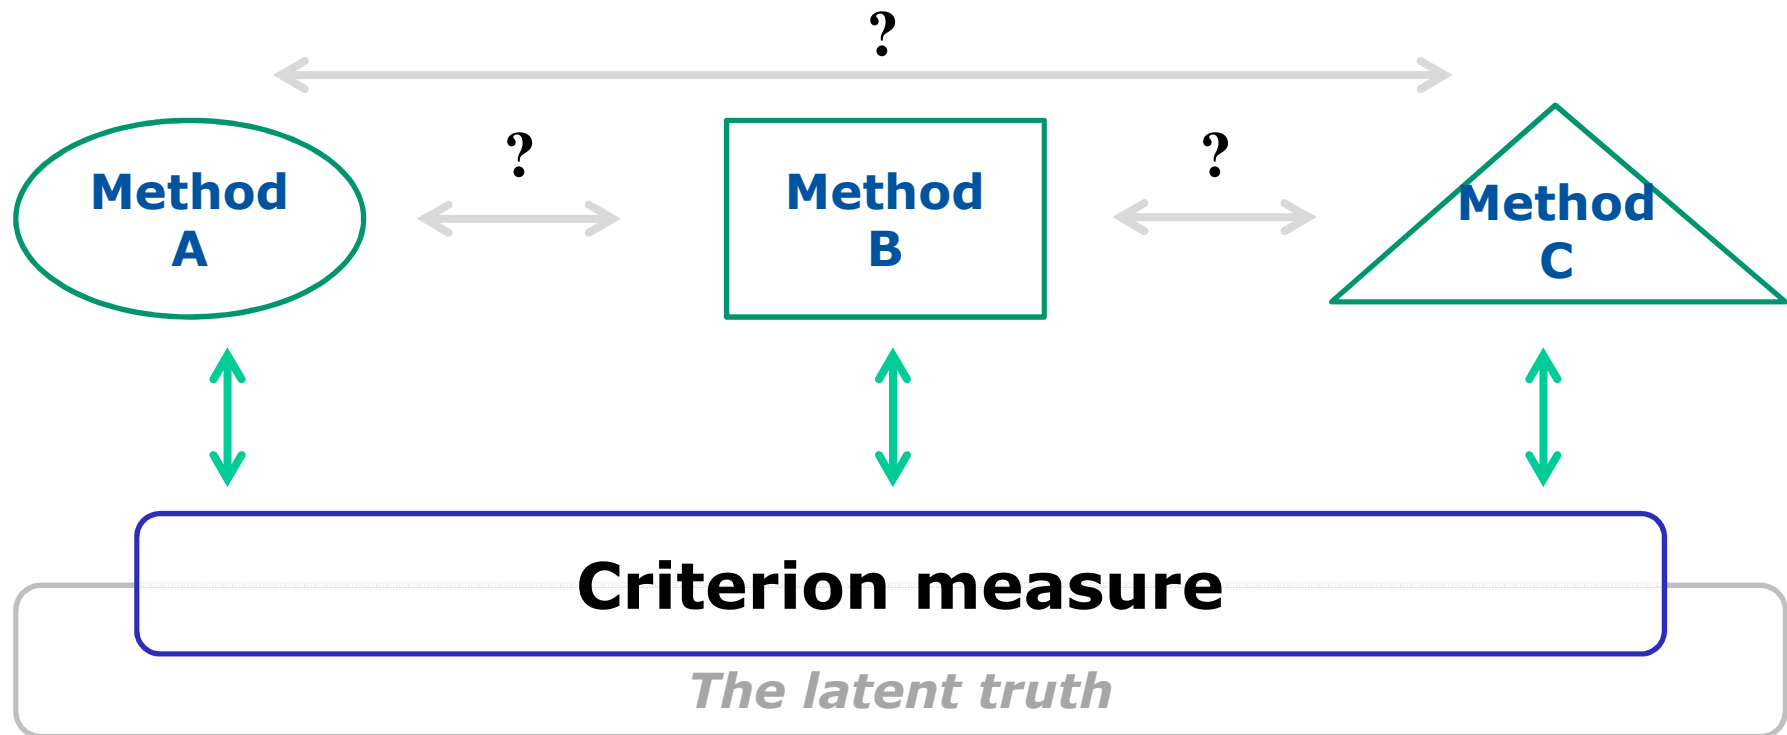 ?
?
?
Method
A
Method
B
Method
C
Criterion measure
The latent truth